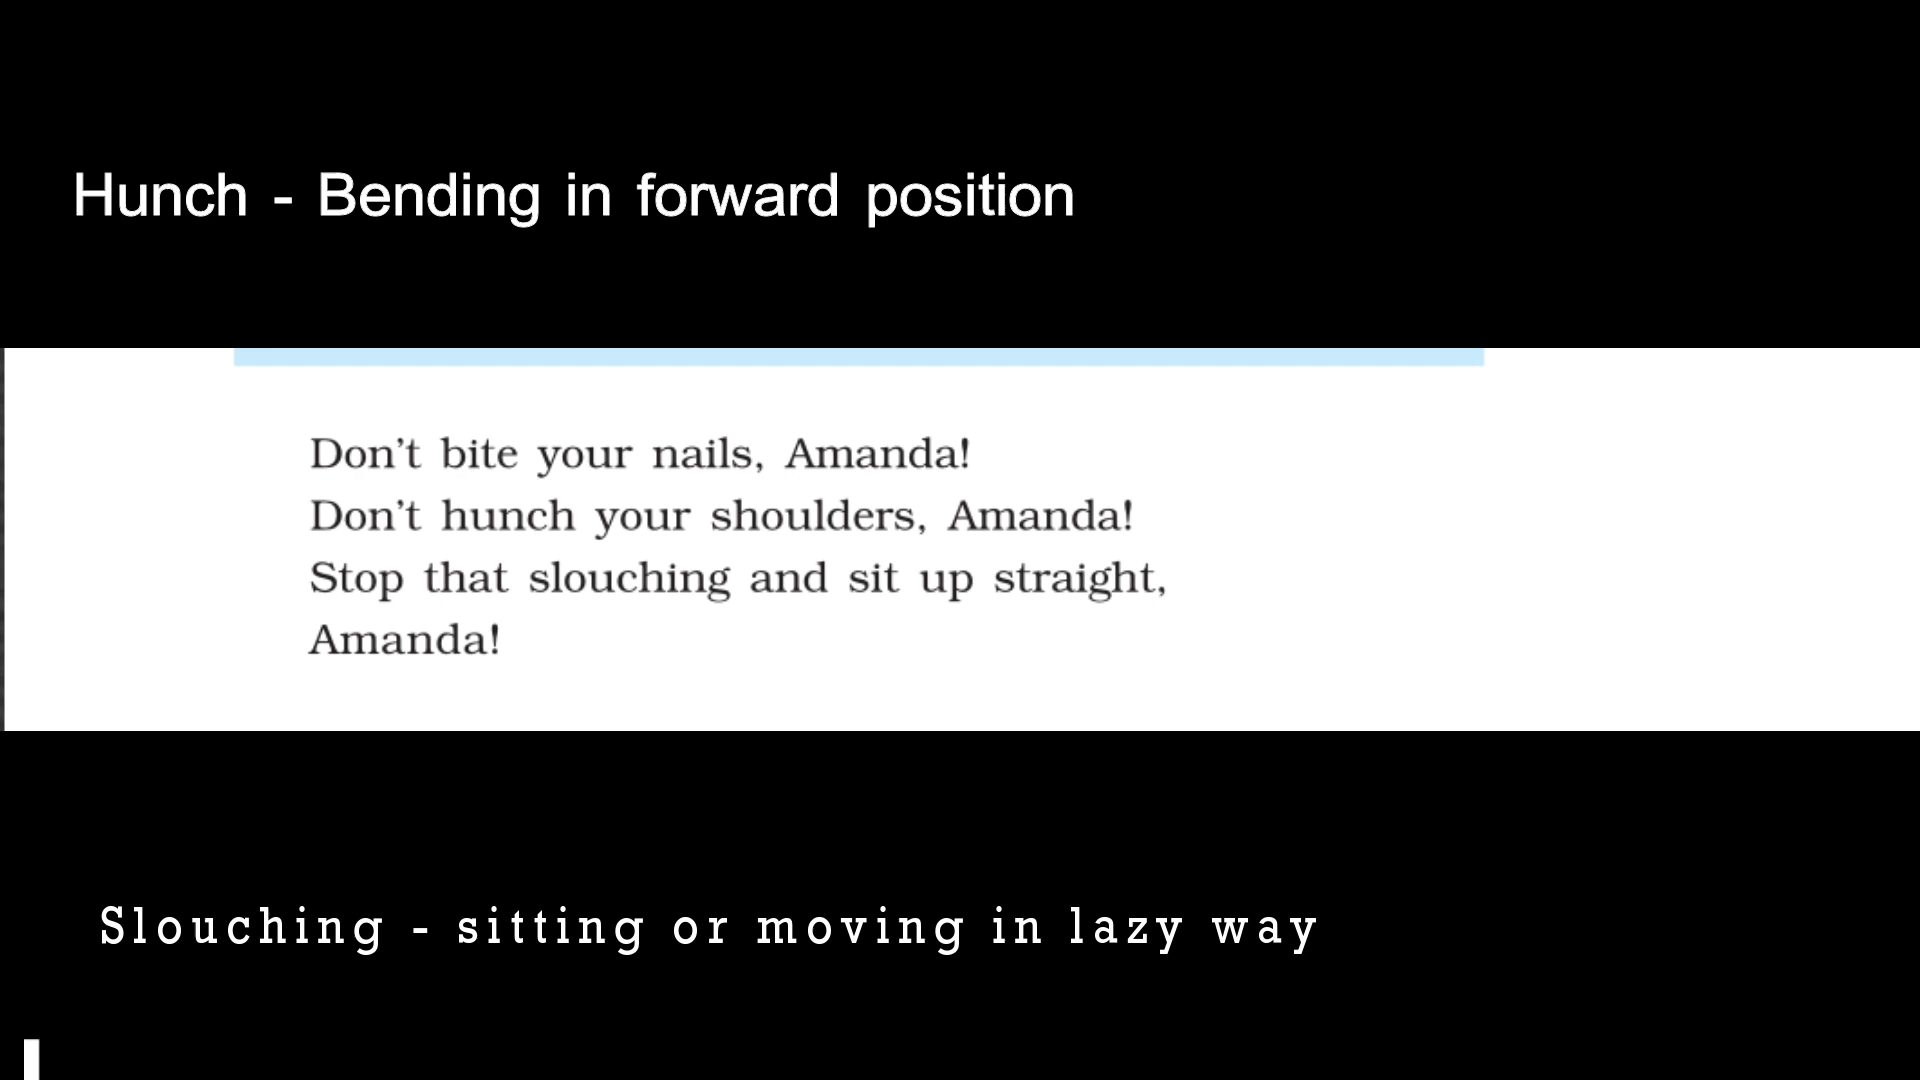 Hunch - Bending in forward position
Don't bite your nails, Amanda!
Don't hunch your shoulders, Amanda!
Stop that slouching and sit up straight,
Amanda!
Slouching - sitting or moving in lazy way